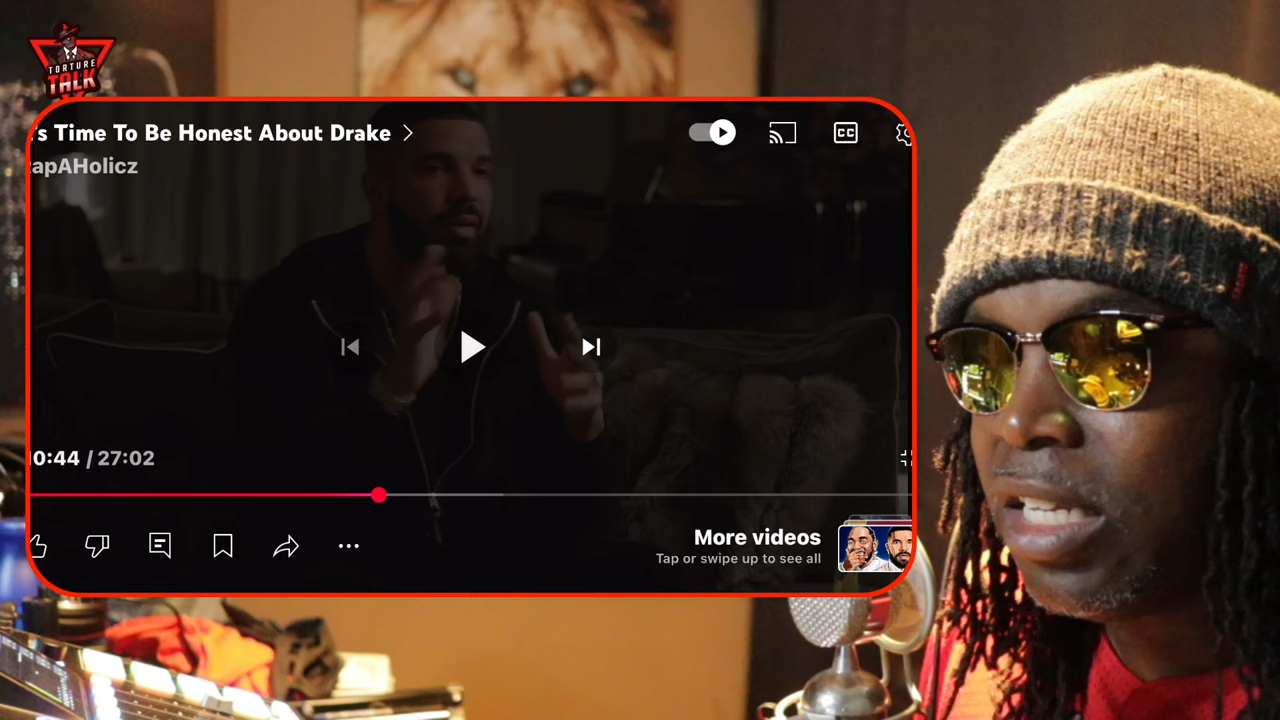 TORTURE
TALK
's Time To Be Honest About Drake
apAHolicz
CC
0:44 / 27:02
More videos
Tap or swipe up to see all